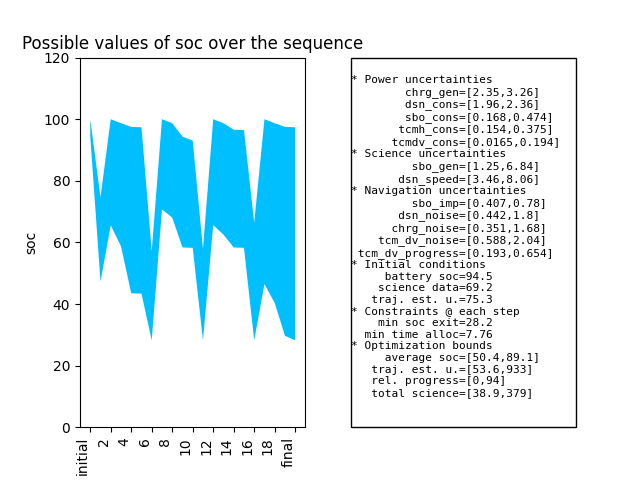 Possible values of soc over the sequence
120
100
80
60
40
20
0
soc
initial
2
4
6
8
10
12
14
16
18
final
* Power uncertainties
chrg_gen=[2.35,3.26]
dsn_cons=[1.96,2.36]
sbo_cons=[0.168,0.474]
tcmh_cons=[0.154,0.375]
tcmdv_cons=[0.0165,0.194]
* Science uncertainties
sbo_gen=[1.25,6.84]
dsn_speed=[3.46,8.06]
* Navigation uncertainties
sbo_imp=[0.407,0.78]
dsn_noise=[0.442,1.8]
chrg_noise=[0.351,1.68]
tcm_dv_noise=[0.588,2.04]
tcm_dv_progress=[0.193,0.654]
* Initial conditions
battery soc=94.5
science data=69.2
traj. est. u.=75.3
* Constraints @ each step
min soc exit=28.2
min time alloc=7.76
* Optimization bounds
average soc=[50.4,89.1]
traj. est. u.=[53.6,933]
rel. progress=[0,94]
total science=[38.9,379]